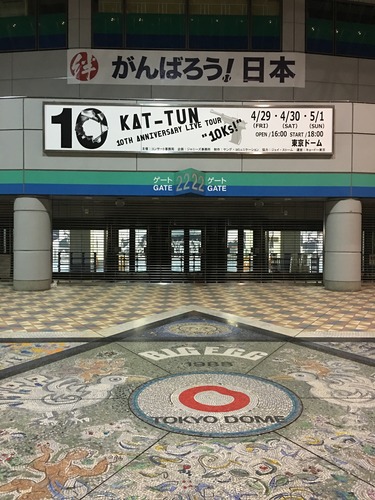 絆 がんばろう！日本
10 KAT-TUN
10TH ANNIVERSARY LIVE TOUR "10Ks!"
4/29・4/30・5/1
(FRI) (SAT) (SUN)
OPEN/16:00 START/18:00
東京ドーム
ゲート 22 22 ゲート
GATE GATE
BIG EGG
1988
TOKYO DOME